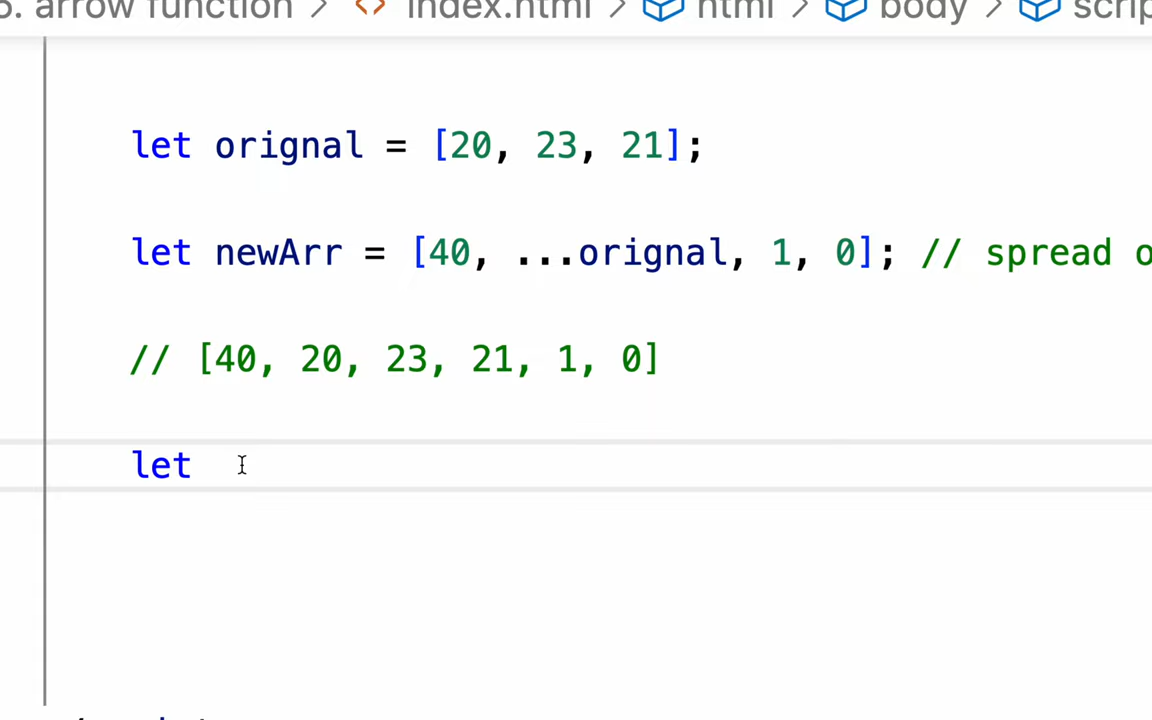 5. arrow function > <> index.html > html > body > scrip
let orignal = [20, 23, 21];
let newArr = [40, ...orignal, 1, 0]; // spread o
// [40, 20, 23, 21, 1, 0]
let